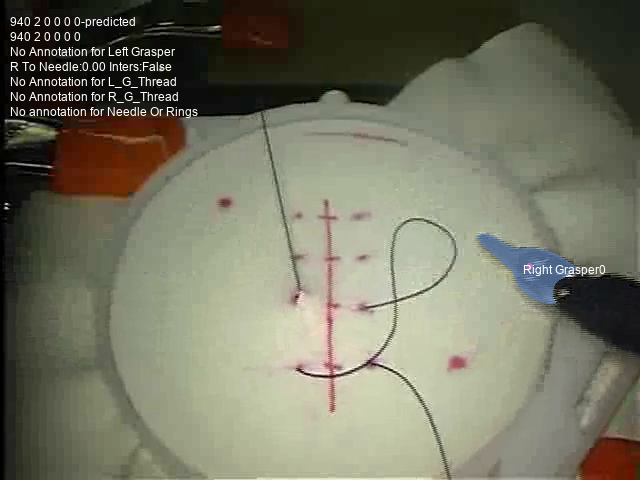 940 2 0 0 0 0-predicted
940 2 0 0 0 0
No Annotation for Left Grasper
R To Needle:0.00 Inters:False
No Annotation for L_G_Thread
No Annotation for R_G_Thread
No annotation for Needle Or Rings
Right Grasper0